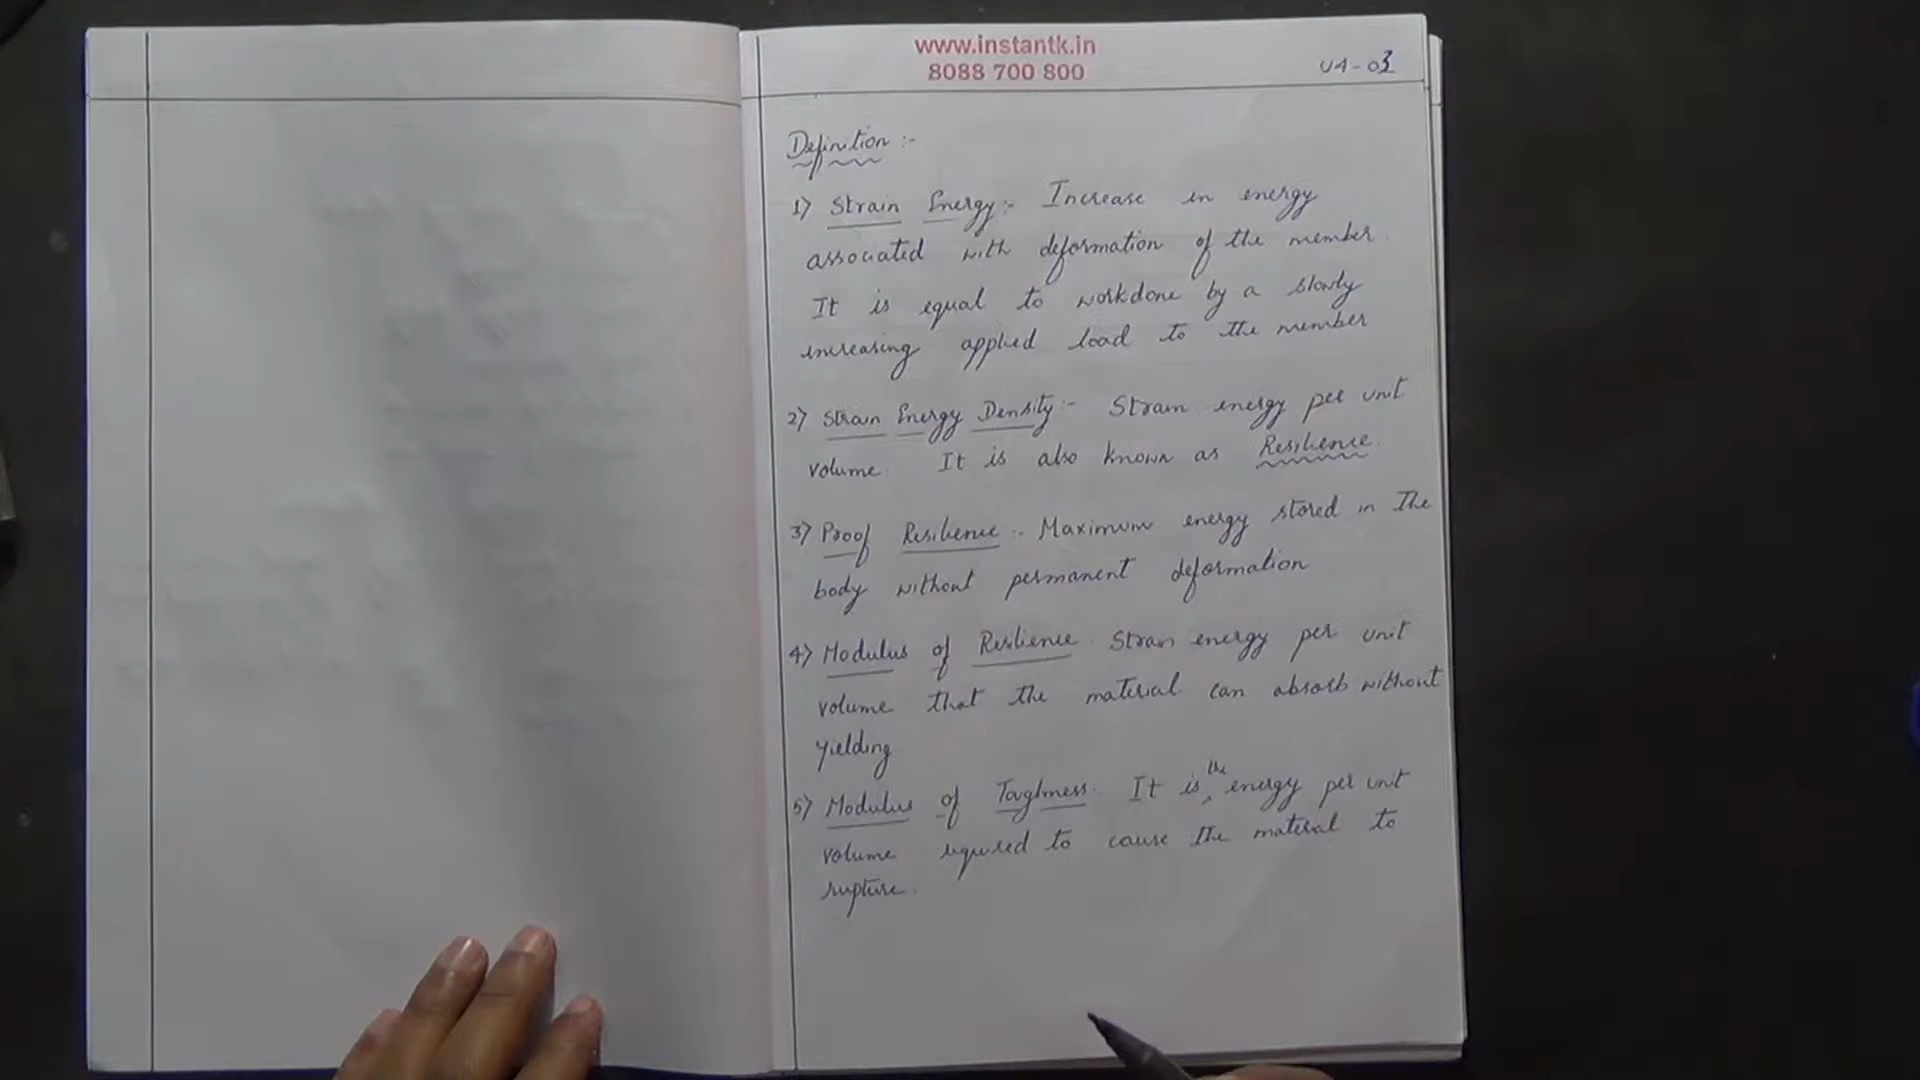 www.instantk.in
8088 700 800
U4-03
Definition :-
1) Strain Energy:- Increase in energy
associated with deformation of the member.
It is equal to workdone by a slowly
increasing applied load to the member
2) Strain Energy Density:- Strain energy per unit
volume. It is also known as Resilience.
3) Proof Resilience :- Maximum energy stored in the
body without permanent deformation
4) Modulus of Resilience. Strain energy per unit
volume that the material can absorb without
yielding
5) Modulus of Toughness. It is the energy per unit
volume required to cause the material to
rupture.